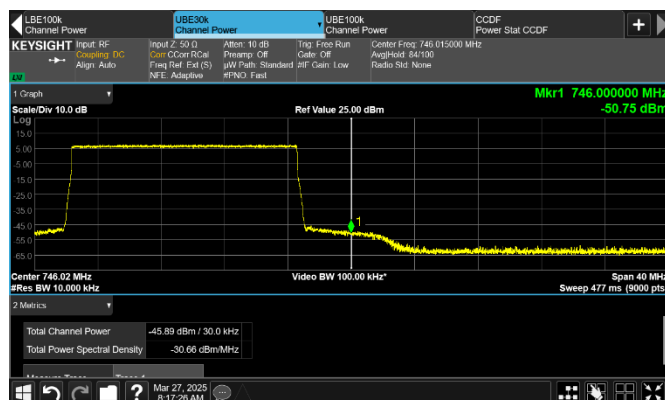 LBE100k
Channel Power
UBE30k
Channel Power
UBE100k
Channel Power
CCDF
Power Stat CCDF
KEYSIGHT
Input: RF
Coupling: DC
Align: Auto
Input Z: 50 Ω
Corr CCorr RCal
Freq Ref: Ext (S)
NFE: Adaptive
Atten: 10 dB
Preamp: Off
µW Path: Standard
#PNO: Fast
Trig: Free Run
Gate: Off
#IF Gain: Low
Center Freq: 746.015000 MHz
Avg|Hold: 84/100
Radio Std: None
1 Graph
Mkr1 746.000000 MHz
-50.75 dBm
Scale/Div 10.0 dB
Ref Value 25.00 dBm
Log
15.0
5.00
-5.00
-15.0
-25.0
-35.0
-45.0
-55.0
-65.0
1
Center 746.02 MHz
Video BW 100.00 kHz*
Span 40 MHz
#Res BW 10.000 kHz
Sweep 477 ms (9000 pts)
2 Metrics
Total Channel Power
-45.89 dBm / 30.0 kHz
Total Power Spectral Density
-30.66 dBm/MHz
Measure Trace
Trace 1
Mar 27, 2025
8:17:26 AM